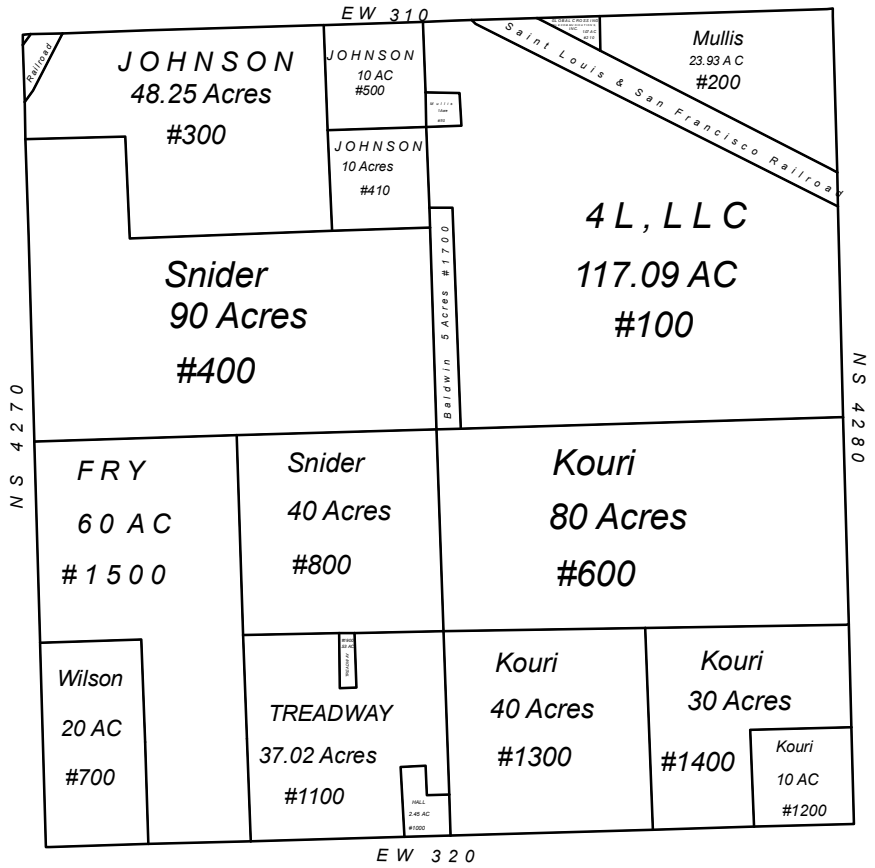 EW 310
Railroad
JOHNSON
48.25 Acres
#300
JOHNSON
10 AC
#500
JOHNSON
10 Acres
#410
Saint Louis & San Francisco Railroad
Mullis
23.93 A C
#200
4 L , L L C
117.09 AC
#100
Baldwin 5 Acres #1700
Snider
90 Acres
#400
NS 4270
NS 4280
FRY
60 AC
#1500
Snider
40 Acres
#800
Kouri
80 Acres
#600
Wilson
20 AC
#700
TREADWAY
TREADWAY
37.02 Acres
#1100
HALL
2.45 AC
#1000
Kouri
40 Acres
#1300
Kouri
30 Acres
#1400
Kouri
10 AC
#1200
EW 320